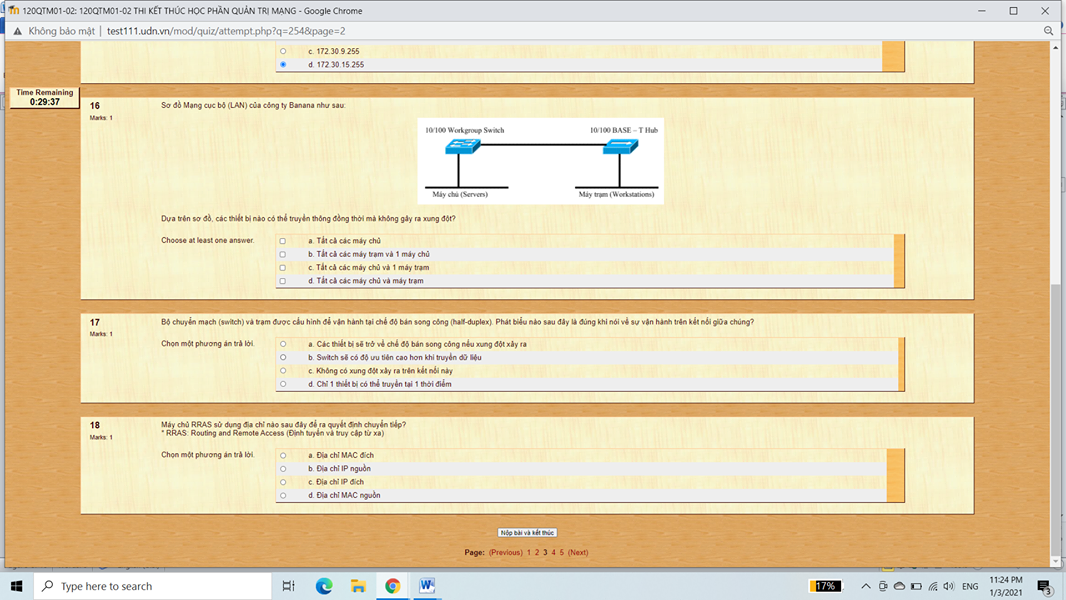 120QTM01-02: 120QTM01-02 THI KẾT THÚC HỌC PHẦN QUẢN TRỊ MẠNG - Google Chrome
Không bảo mật | test111.udn.vn/mod/quiz/attempt.php?q=254&page=2
c. 172.30.9.255
d. 172.30.15.255
Time Remaining
0:29:37
16
Marks: 1
Sơ đồ Mạng cục bộ (LAN) của công ty Banana như sau:
10/100 Workgroup Switch
10/100 BASE – T Hub
Máy chủ (Servers)
Máy trạm (Workstations)
Dựa trên sơ đồ, các thiết bị nào có thể truyền thông đồng thời mà không gây ra xung đột?
Choose at least one answer.
a. Tất cả các máy chủ
b. Tất cả các máy trạm và 1 máy chủ
c. Tất cả các máy chủ và 1 máy trạm
d. Tất cả các máy chủ và máy trạm
17
Marks: 1
Bộ chuyển mạch (switch) và trạm được cấu hình để vận hành tại chế độ bán song công (half-duplex). Phát biểu nào sau đây là đúng khi nói về sự vận hành trên kết nối giữa chúng?
Chọn một phương án trả lời.
a. Các thiết bị sẽ trở về chế độ bán song công nếu xung đột xảy ra
b. Switch sẽ có độ ưu tiên cao hơn khi truyền dữ liệu
c. Không có xung đột xảy ra trên kết nối này
d. Chỉ 1 thiết bị có thể truyền tại 1 thời điểm
18
Marks: 1
Máy chủ RRAS sử dụng địa chỉ nào sau đây để ra quyết định chuyển tiếp?
* RRAS: Routing and Remote Access (Định tuyến và truy cập từ xa)
Chọn một phương án trả lời.
a. Địa chỉ MAC đích
b. Địa chỉ IP nguồn
c. Địa chỉ IP đích
d. Địa chỉ MAC nguồn
Nộp bài và kết thúc
Page: (Previous) 1 2 3 4 5 (Next)
Type here to search
17%
ENG
11:24 PM
1/3/2021
3